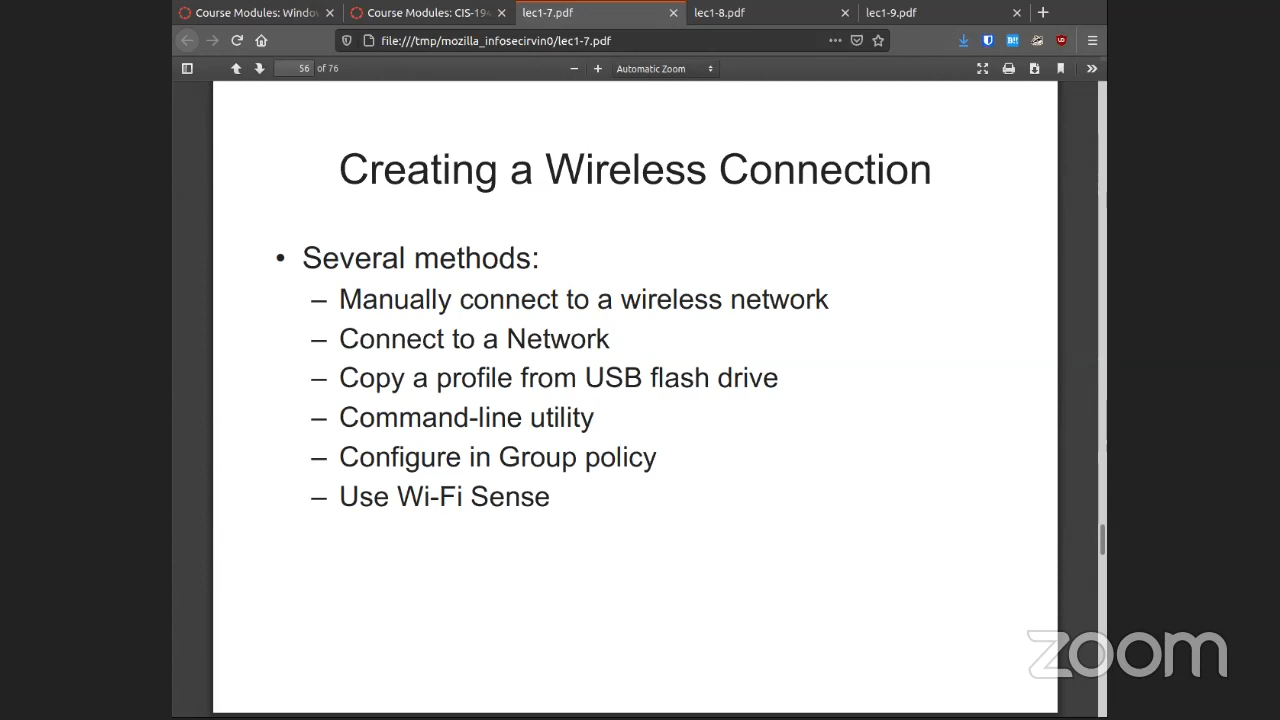 Course Modules: Windo
Course Modules: CIS-194
lec1-7.pdf
lec1-8.pdf
lec1-9.pdf
file:///tmp/mozilla_infosecirvin0/lec1-7.pdf
56 of 76
Automatic Zoom
Creating a Wireless Connection
• Several methods:
– Manually connect to a wireless network
– Connect to a Network
– Copy a profile from USB flash drive
– Command-line utility
– Configure in Group policy
– Use Wi-Fi Sense
zoom